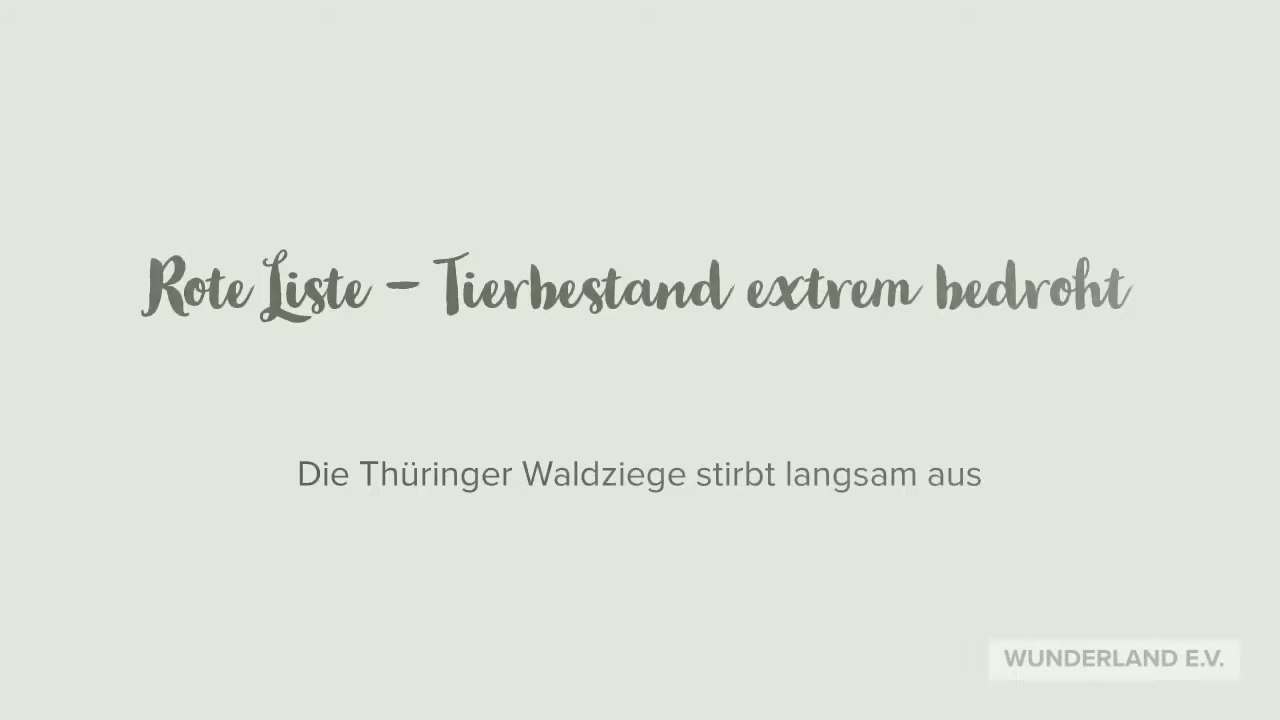 Rote Liste - Tierbestand extrem bedroht
Die Thüringer Waldziege stirbt langsam aus
WUNDERLAND E.V.